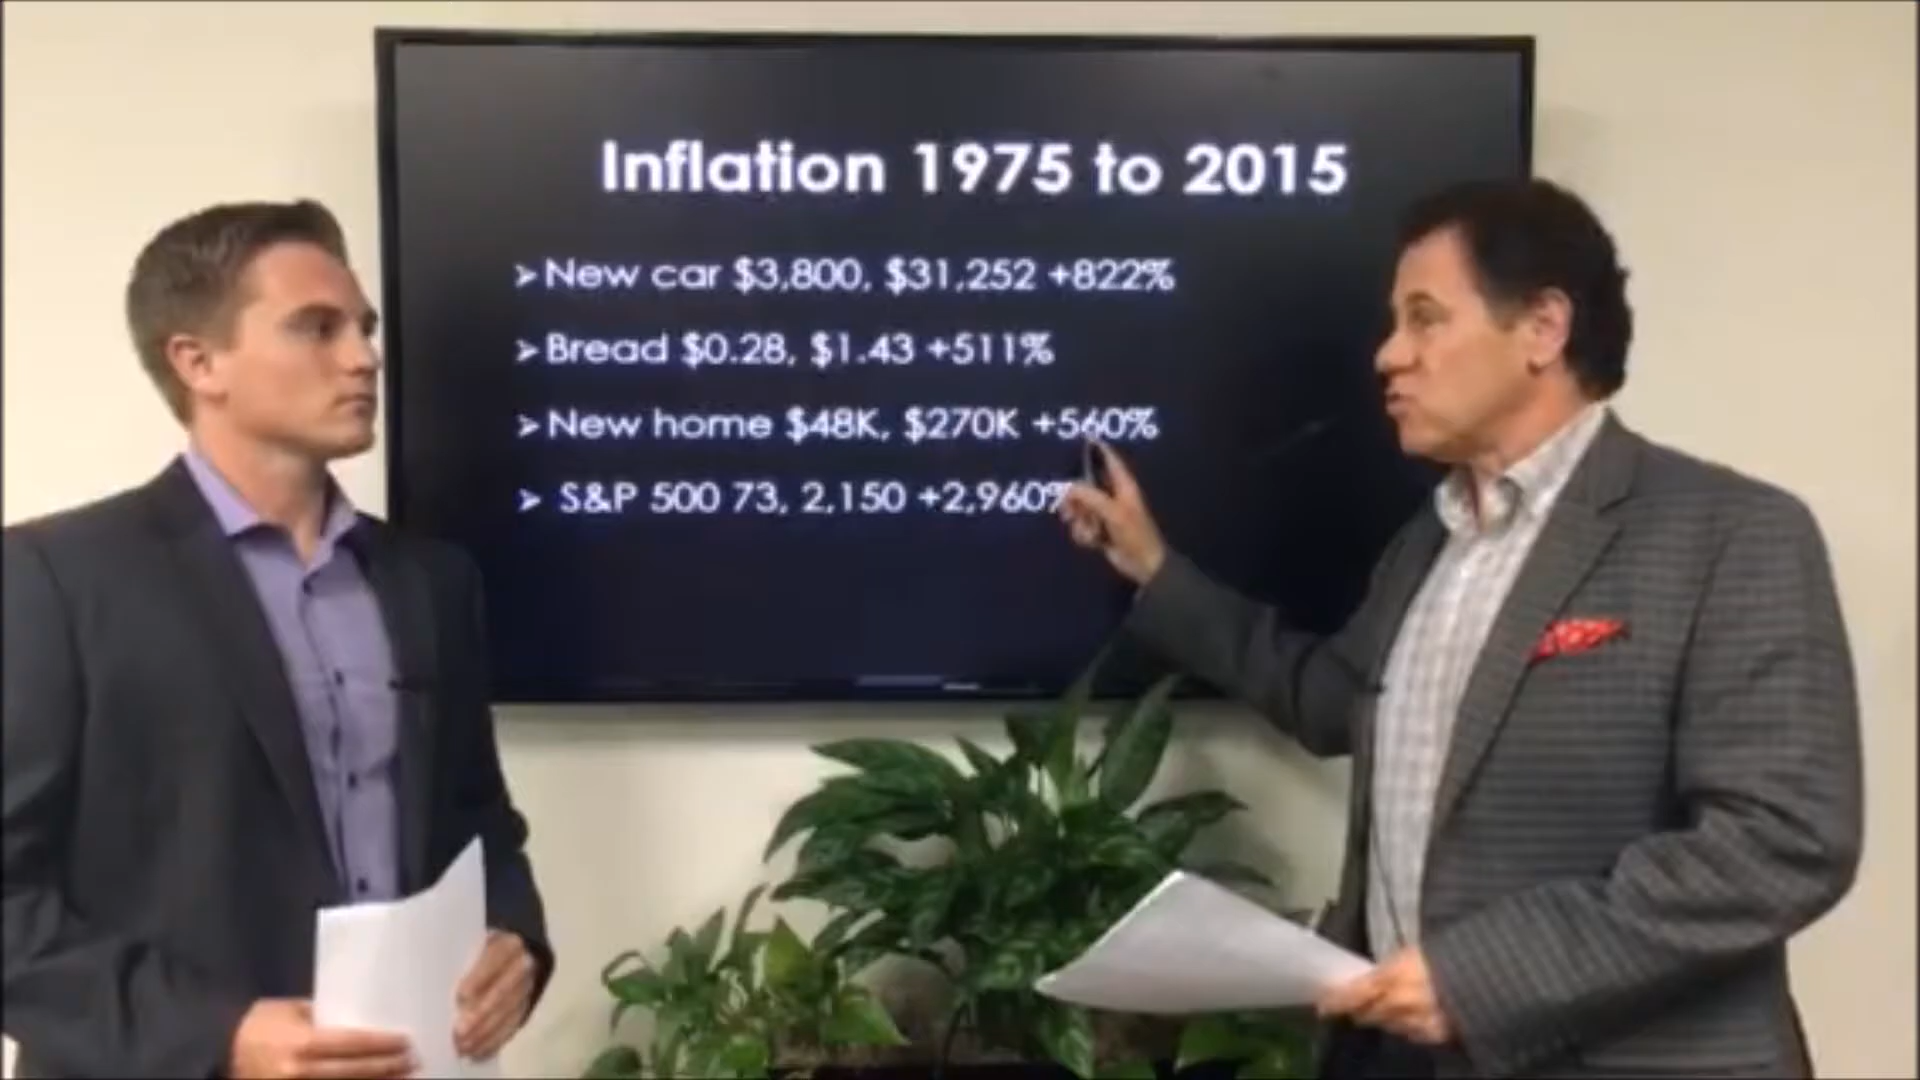 Inflation 1975 to 2015
➢New car $3,800, $31,252 +822%
➢Bread $0.28, $1.43 +511%
➢New home $48K, $270K +560%
➢ S&P 500 73, 2,150 +2,960%